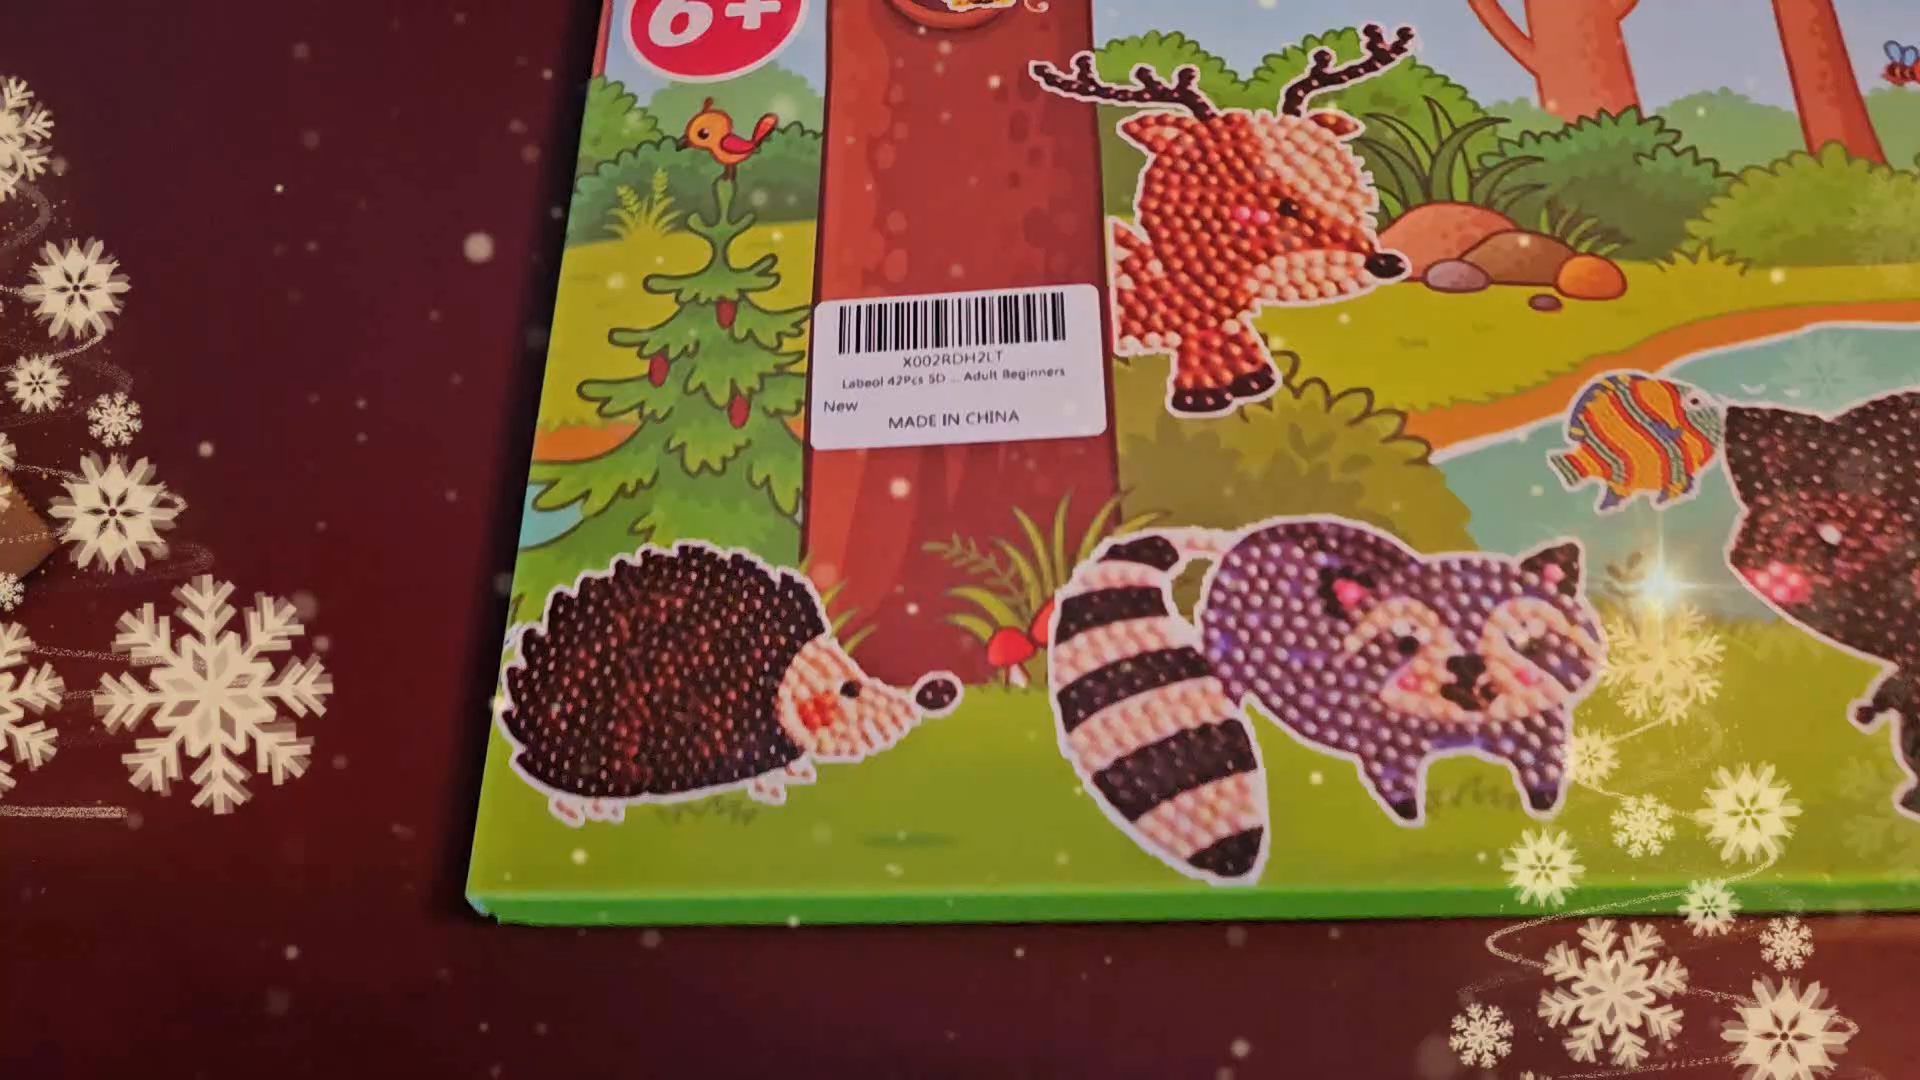 6+
X002RDH2LT
Labeol 42Pcs 5D ... Adult Beginners
New
MADE IN CHINA